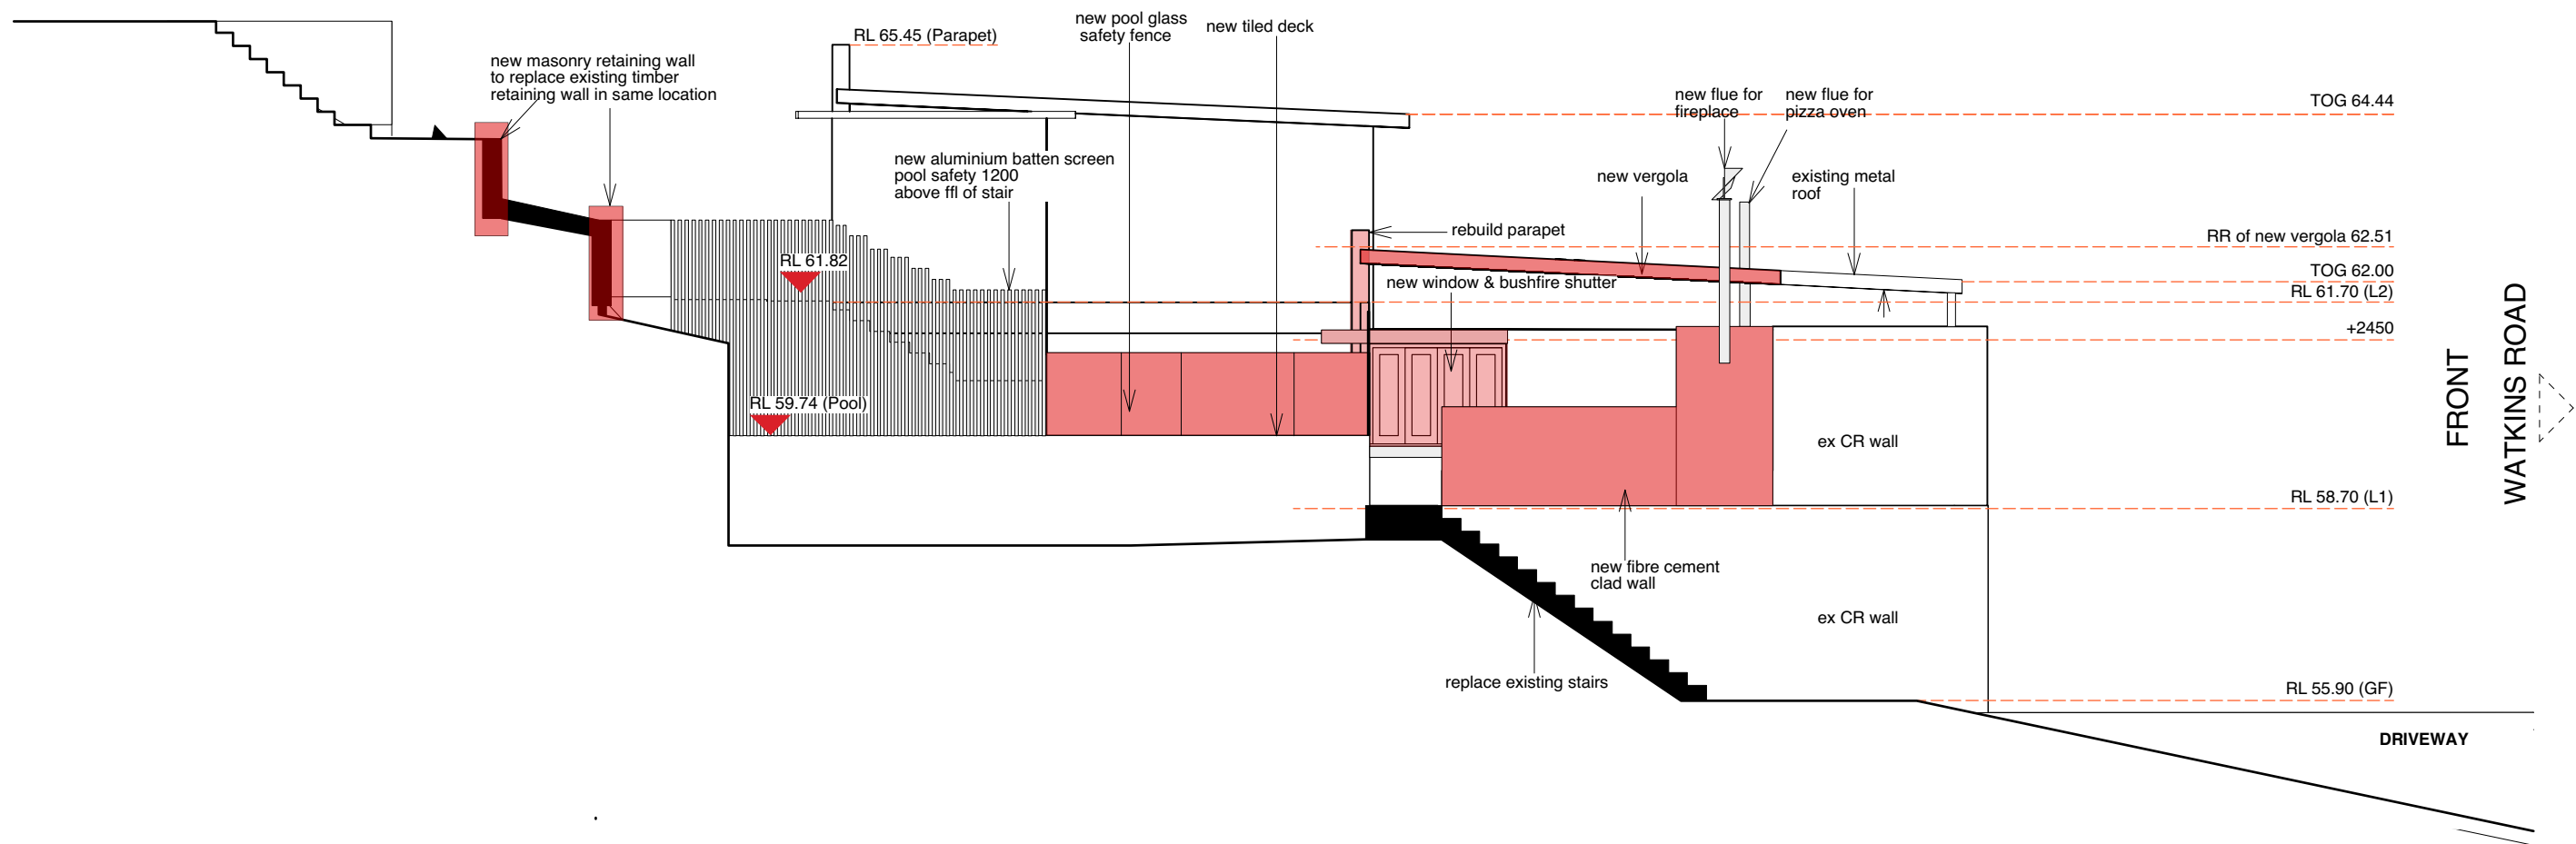 new pool glass
safety fence
new tiled deck
RL 65.45 (Parapet)
new masonry retaining wall
to replace existing timber
retaining wall in same location
new flue for
fireplace
new flue for
pizza oven
TOG 64.44
new aluminium batten screen
pool safety 1200
above ffl of stair
new vergola
existing metal
roof
rebuild parapet
RR of new vergola 62.51
RL 61.82
TOG 62.00
new window & bushfire shutter
RL 61.70 (L2)
+2450
FRONT
WATKINS ROAD
RL 59.74 (Pool)
ex CR wall
RL 58.70 (L1)
new fibre cement
clad wall
ex CR wall
replace existing stairs
RL 55.90 (GF)
DRIVEWAY